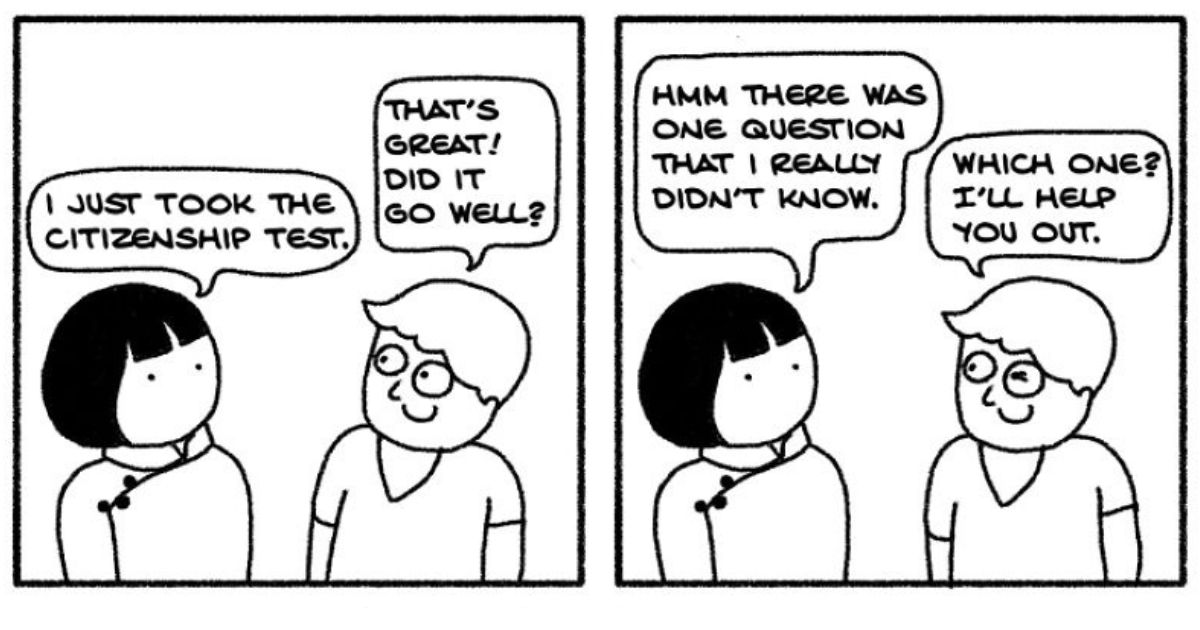 I JUST TOOK THE
CITIZENSHIP TEST.
THAT'S
GREAT!
DID IT
GO WELL?
HMM THERE WAS
ONE QUESTION
THAT I REALLY
DIDN'T KNOW.
WHICH ONE?
I'LL HELP
YOU OUT.